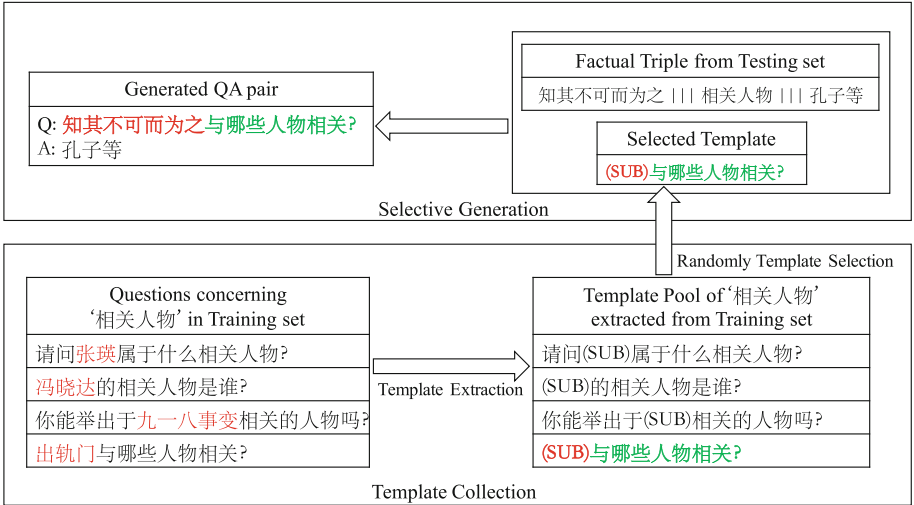 Generated QA pair
Q: 知其不可而为之与哪些人物相关?
A: 孔子等
Factual Triple from Testing set
知其不可而为之 ||| 相关人物 ||| 孔子等
Selected Template
(SUB)与哪些人物相关?
Selective Generation
Randomly Template Selection
Questions concerning
‘相关人物’ in Training set
请问张瑛属于什么相关人物?
冯晓达的相关人物是谁?
你能举出于九一八事变相关的人物吗?
出轨门与哪些人物相关?
Template Extraction
Template Pool of ‘相关人物’
extracted from Training set
请问(SUB)属于什么相关人物?
(SUB)的相关人物是谁?
你能举出于(SUB)相关的人物吗?
(SUB)与哪些人物相关?
Template Collection